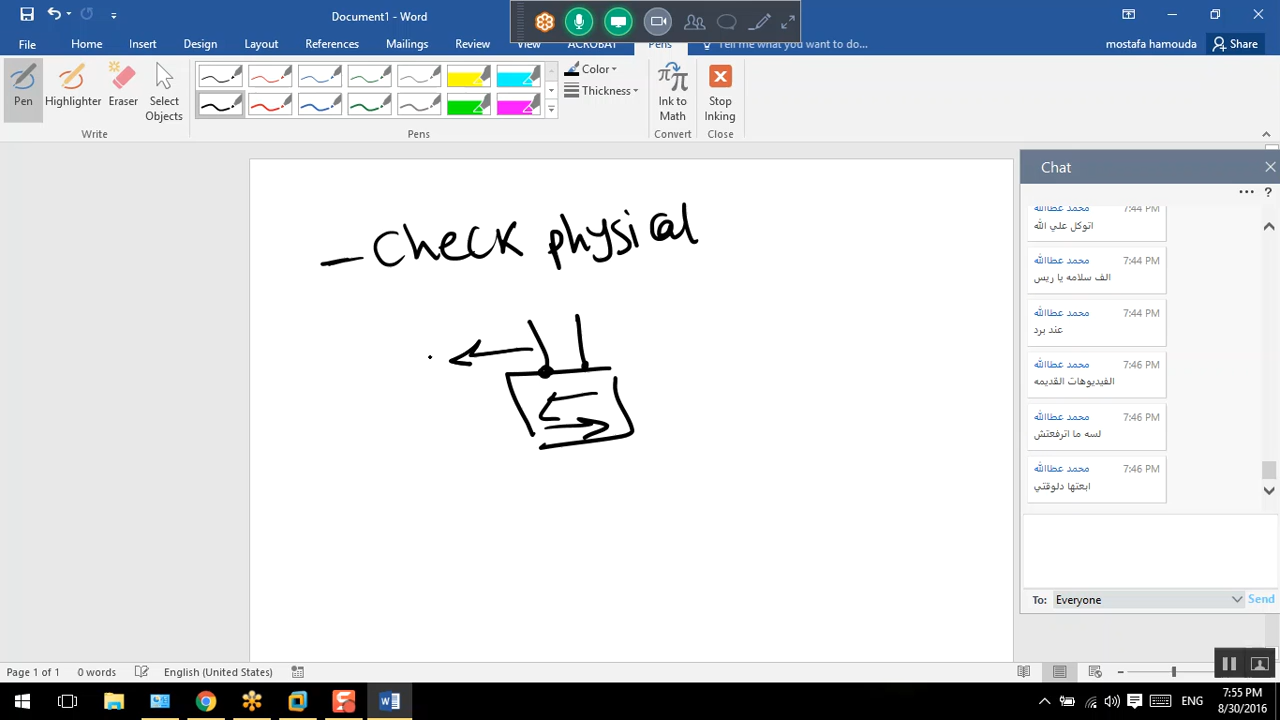 Document1 - Word
mostafa hamouda
Share
File
Home
Insert
Design
Layout
References
Mailings
Review
View
ACROBAT
Pens
Tell me what you want to do...
Pen
Highlighter
Eraser
Select Objects
Color
Thickness
Ink to Math
Stop Inking
Write
Pens
Convert
Close
- Check physical
Chat
محمد عطاالله 7:44 PM
اتوكل علي الله
محمد عطاالله 7:44 PM
الف سلامه يا ريس
محمد عطاالله 7:44 PM
عند برد
محمد عطاالله 7:46 PM
الفيديوهات القديمه
محمد عطاالله 7:46 PM
لسه ما اترفعتش
محمد عطاالله 7:46 PM
ابعتها دلوقتي
To: Everyone Send
Page 1 of 1 0 words English (United States)
ENG
7:55 PM
8/30/2016